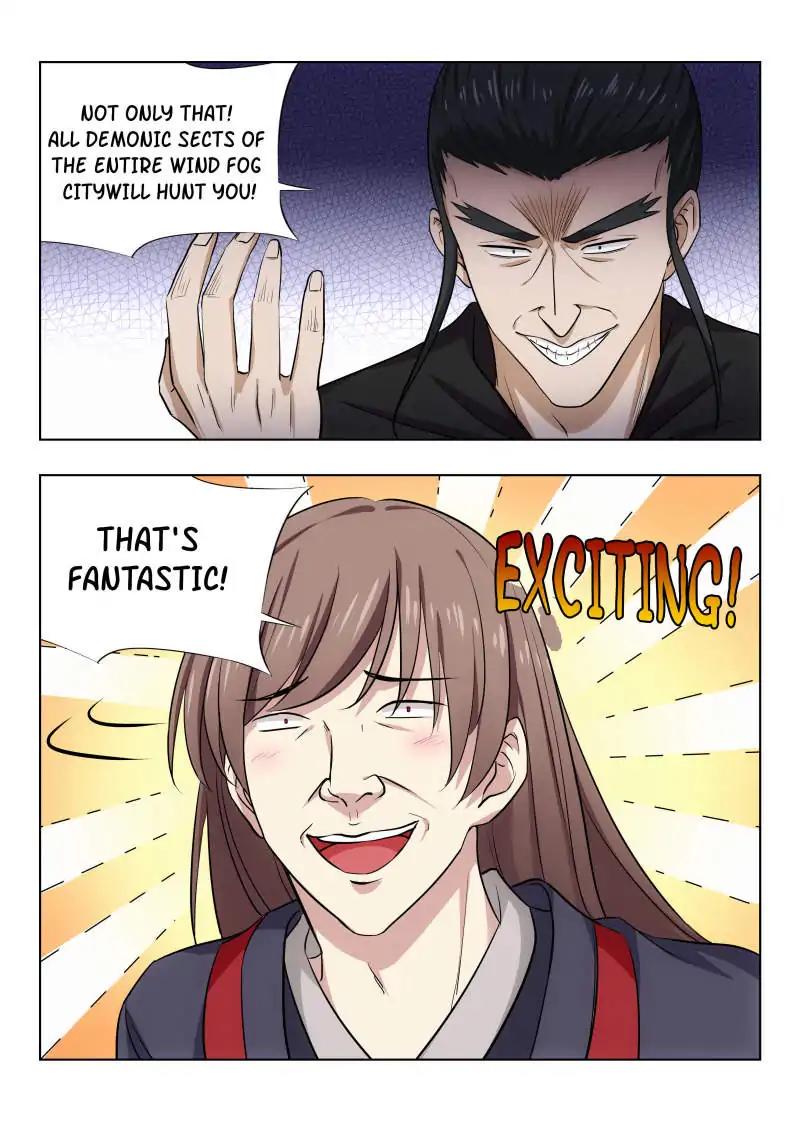 NOT ONLY THAT!
ALL DEMONIC SECTS OF
THE ENTIRE WIND FOG
CITYWILL HUNT YOU!
THAT'S
FANTASTIC!
EXCITING!